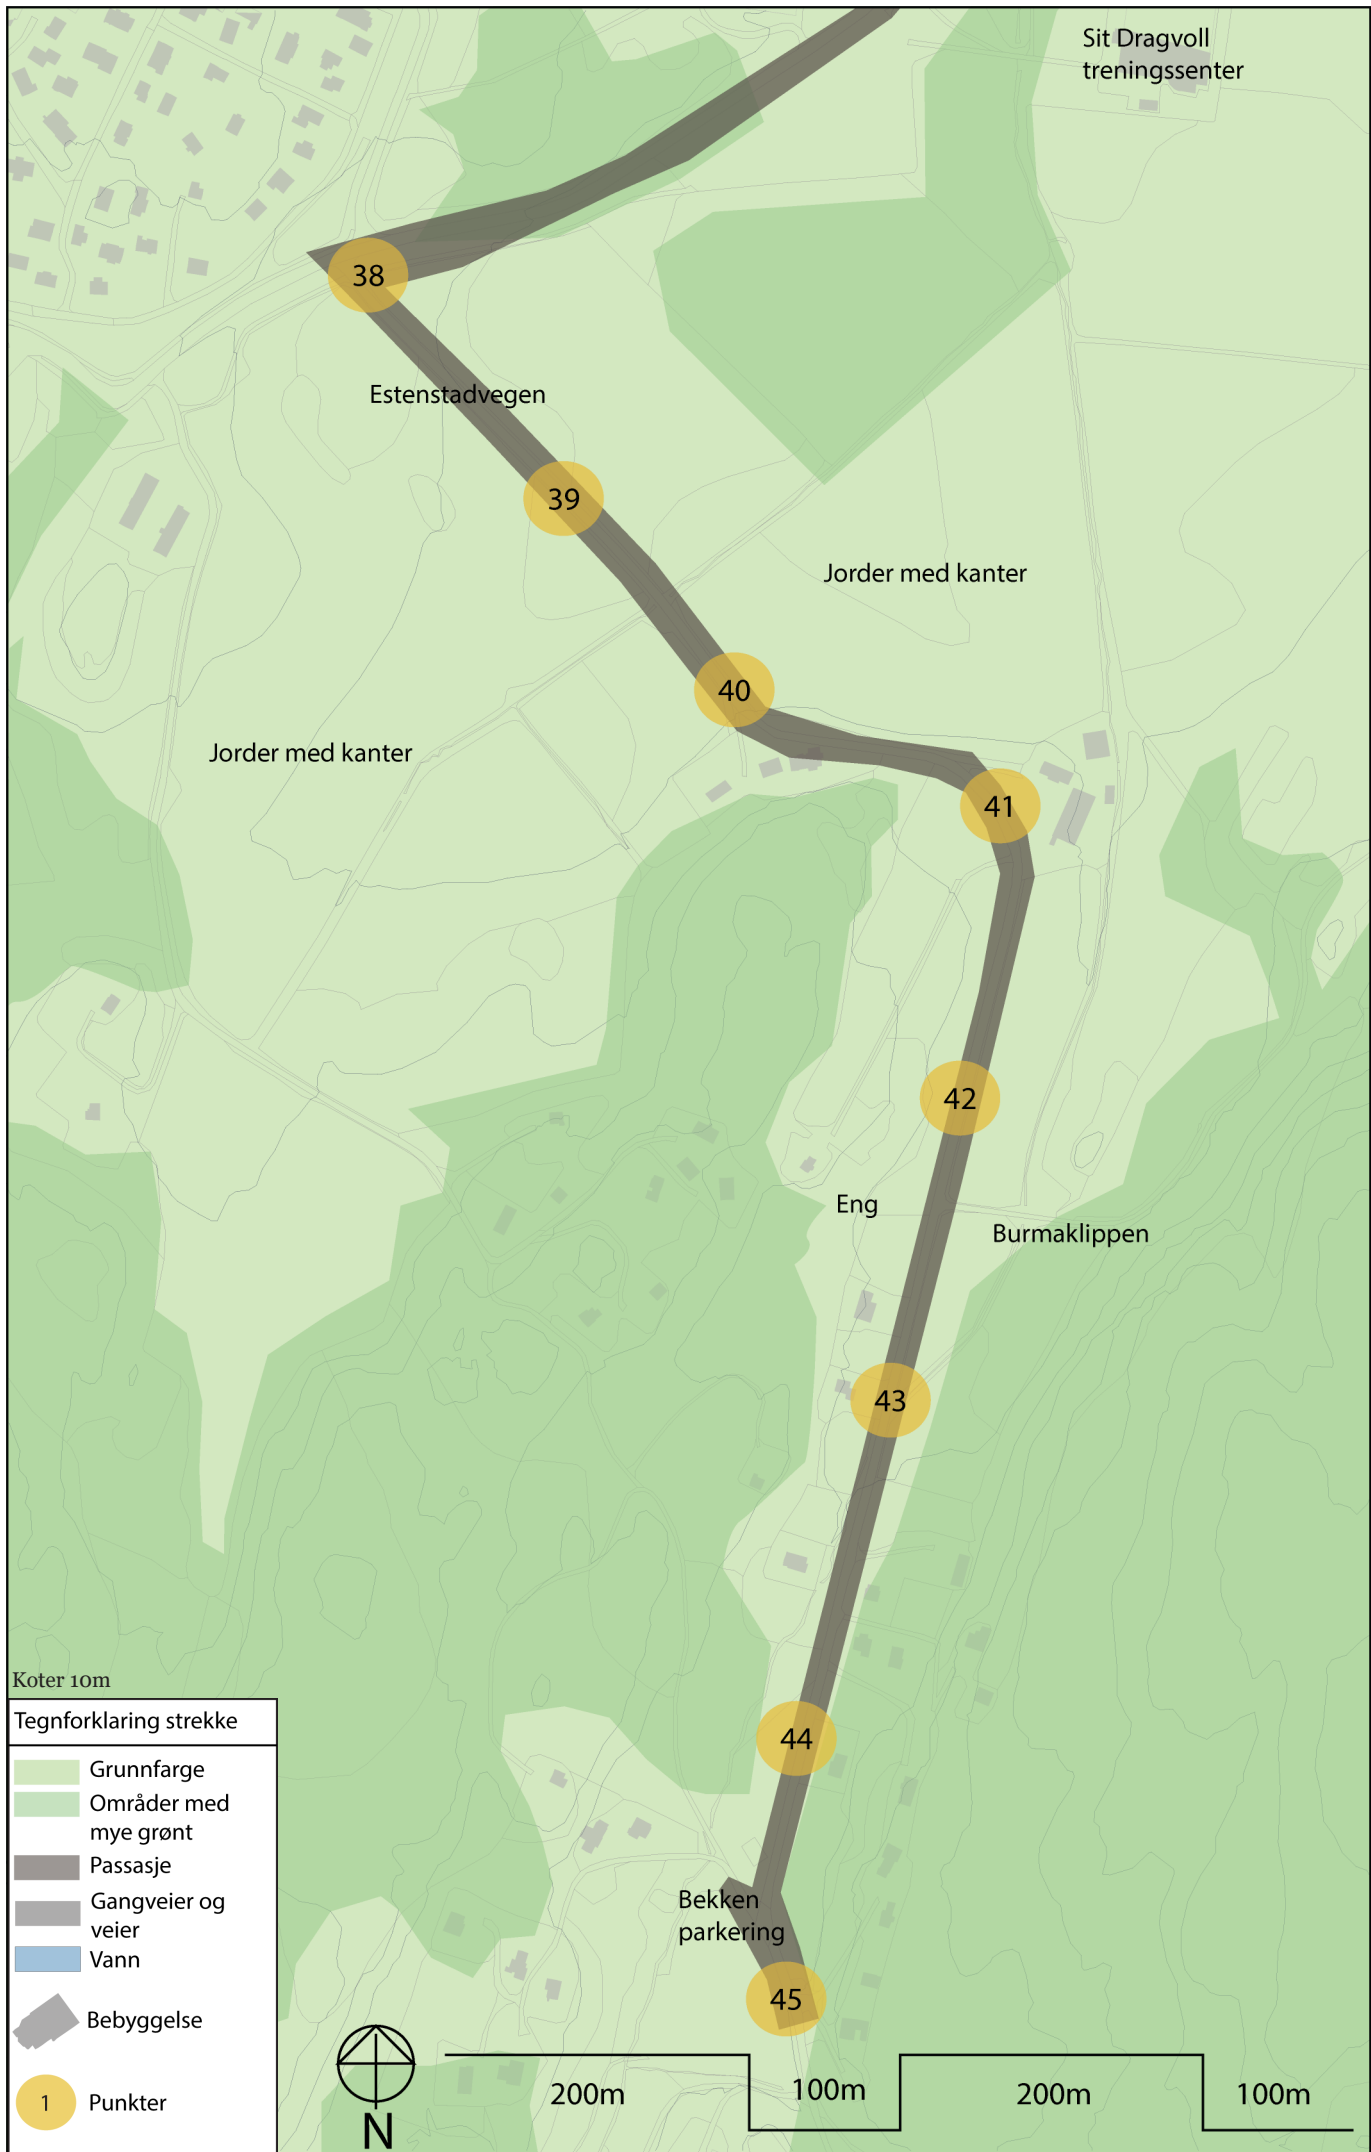 Sit Dragvoll
treningssenter
38
Estenstadvegen
39
Jorder med kanter
40
Jorder med kanter
41
42
Eng
Burmaklippen
43
Koter 10m
Tegnforklaring strekke
Grunnfarge
Områder med
mye grønt
Passasje
Gangveier og
veier
Vann
Bebyggelse
1 Punkter
44
Bekken
parkering
45
N
200m
100m
200m
100m